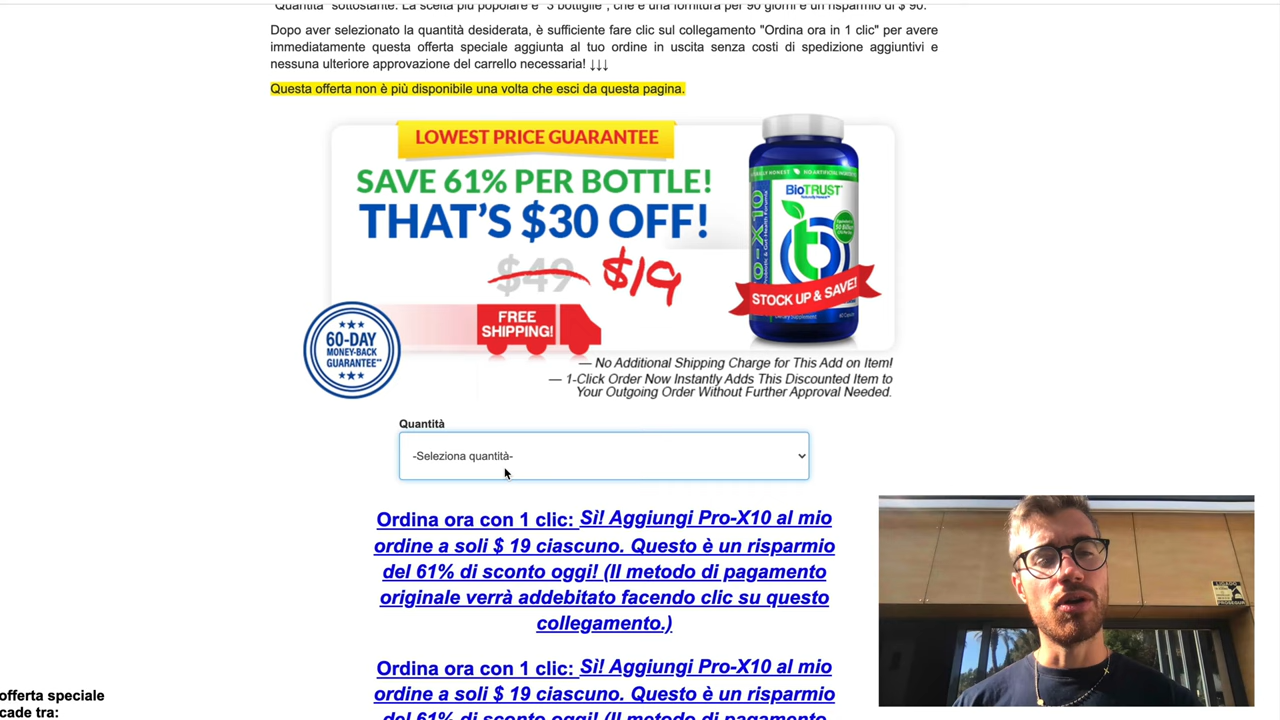 "Quantità" sottostante. La scelta più popolare è "3 bottiglie", che è una fornitura per 90 giorni e un risparmio di $ 90.
Dopo aver selezionato la quantità desiderata, è sufficiente fare clic sul collegamento "Ordina ora in 1 clic" per avere
immediatamente questa offerta speciale aggiunta al tuo ordine in uscita senza costi di spedizione aggiuntivi e
nessuna ulteriore approvazione del carrello necessaria! ↓↓↓
Questa offerta non è più disponibile una volta che esci da questa pagina.
LOWEST PRICE GUARANTEE
SAVE 61% PER BOTTLE!
THAT'S $30 OFF!
$49 $19
FREE
SHIPPING!
60-DAY
MONEY-BACK
GUARANTEE**
BioTRUST
STOCK UP & SAVE!
— No Additional Shipping Charge for This Add on Item!
— 1-Click Order Now Instantly Adds This Discounted Item to
Your Outgoing Order Without Further Approval Needed.
Quantità
-Seleziona quantità-
Ordina ora con 1 clic: Sì! Aggiungi Pro-X10 al mio
ordine a soli $ 19 ciascuno. Questo è un risparmio
del 61% di sconto oggi! (Il metodo di pagamento
originale verrà addebitato facendo clic su questo
collegamento.)
Ordina ora con 1 clic: Sì! Aggiungi Pro-X10 al mio
ordine a soli $ 19 ciascuno. Questo è un risparmio
del 61% di sconto oggi! (Il metodo di pagamento
offerta speciale
cade tra: